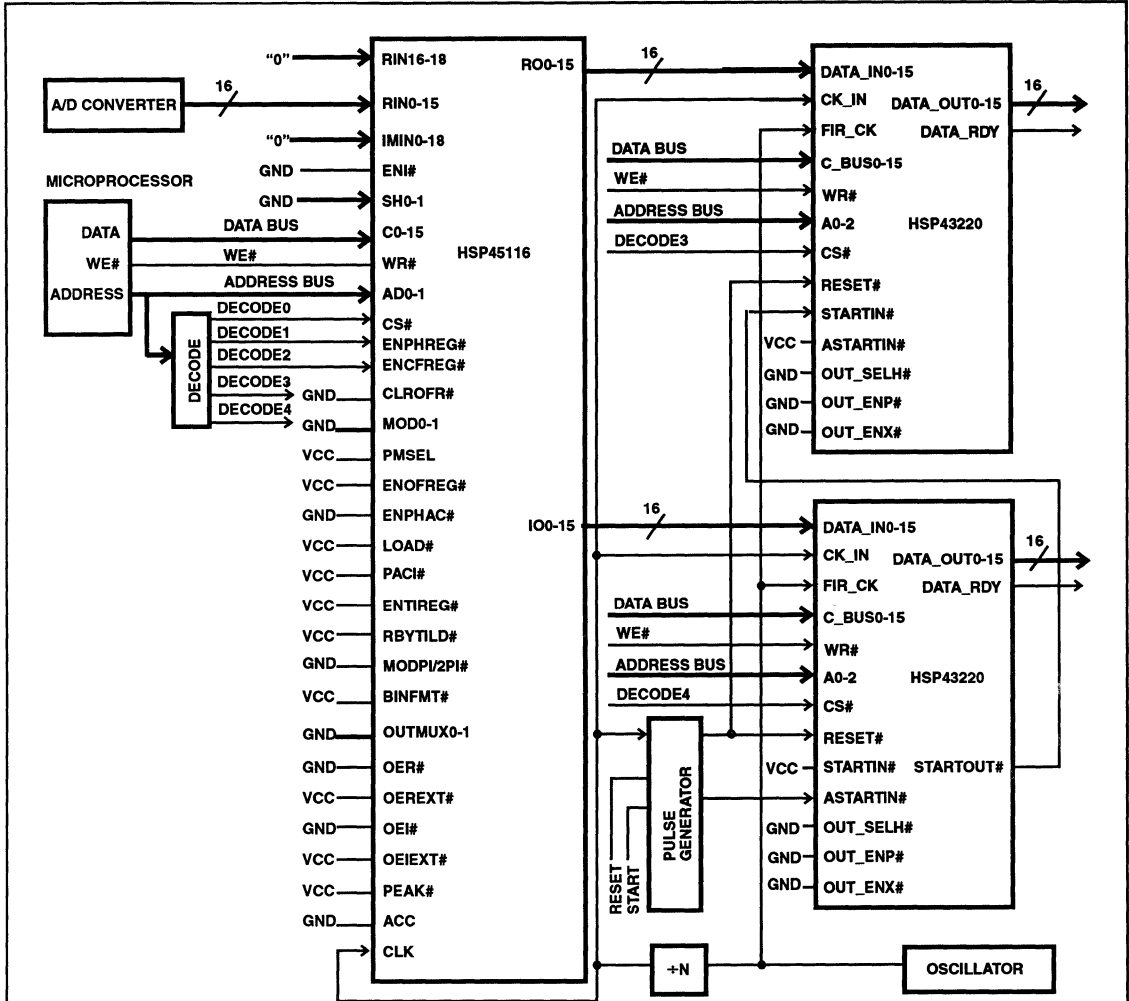 "0"
RIN16-18
RO0-15
16
DATA_IN0-15
A/D CONVERTER
16
RIN0-15
CK_IN
DATA_OUT0-15
16
FIR_CK
DATA_RDY
"0"
IMIN0-18
DATA BUS
C_BUS0-15
GND
ENI#
WE#
WR#
MICROPROCESSOR
GND
SH0-1
ADDRESS BUS
A0-2
HSP43220
DATA
DATA BUS
C0-15
DECODE3
CS#
WE#
WE#
WR#
HSP45116
ADDRESS
ADDRESS BUS
AD0-1
RESET#
DECODE
DECODE0
CS#
STARTIN#
DECODE1
ENPHREG#
VCC
ASTARTIN#
DECODE2
ENCFREG#
GND
OUT_SELH#
DECODE3
GND
CLROFR#
GND
OUT_ENP#
DECODE4
GND
MOD0-1
GND
OUT_ENX#
VCC
PMSEL
VCC
ENOFREG#
GND
ENPHAC#
IO0-15
16
DATA_IN0-15
VCC
LOAD#
CK_IN
DATA_OUT0-15
16
VCC
PACI#
FIR_CK
DATA_RDY
VCC
ENTIREG#
DATA BUS
C_BUS0-15
VCC
RBYTILD#
WE#
WR#
GND
MODPI/2PI#
ADDRESS BUS
A0-2
HSP43220
VCC
BINFMT#
DECODE4
CS#
GND
OUTMUX0-1
RESET#
GND
OER#
VCC
STARTIN#
STARTOUT#
VCC
OEREXT#
ASTARTIN#
GND
OEI#
GND
OUT_SELH#
VCC
OEIEXT#
GND
OUT_ENP#
VCC
PEAK#
GND
OUT_ENX#
RESET
START
PULSE
GENERATOR
GND
ACC
CLK
÷N
OSCILLATOR